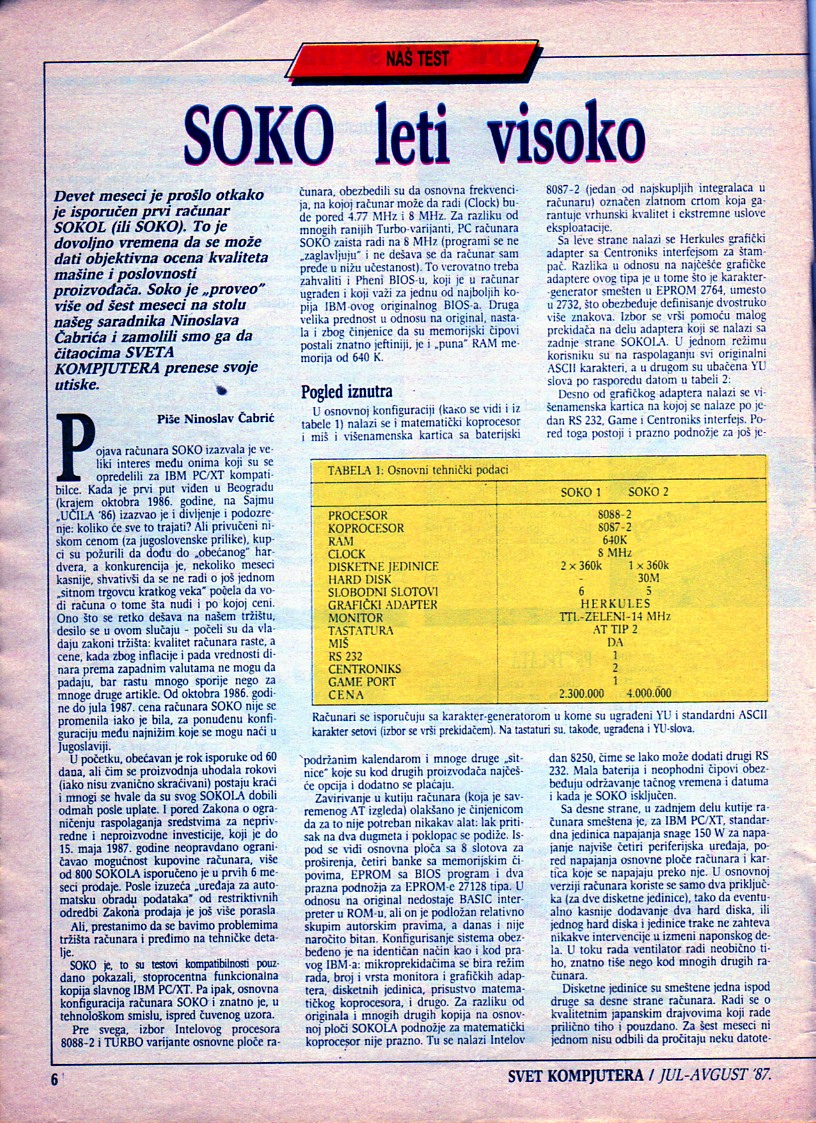 NAŠ TEST
SOKO leti visoko
Devet meseci je prošlo otkako
je isporučen prvi računar
SOKOL (ili SOKO). To je
dovoljno vremena da se može
dati objektivna ocena kvaliteta
mašine i poslovnosti
proizvođača. Soko je „proveo”
više od šest meseci na stolu
našeg saradnika Ninoslava
Čabrića i zamolili smo ga da
čitaocima SVETA
KOMPJUTERA prenese svoje
utiske.
Piše Ninoslav Čabrić
Pojava računara SOKO izazvala je ve-
liki interes među onima koji su se
opredelili za IBM PC/XT kompati-
bilce. Kada je prvi put viđen u Beogradu
(krajem oktobra 1986. godine, na Sajmu
„UČILA '86) izazvao je i divljenje i podozre-
nje: koliko će sve to trajati? Ali privučeni ni-
skom cenom (za jugoslovenske prilike), kup-
ci su požurili da dođu do „obećanog” har-
dvera, a konkurencija je, nekoliko meseci
kasnije, shvativši da se ne radi o još jednom
„sitnom trgovcu kratkog veka” počela da vo-
di računa o tome šta nudi i po kojoj ceni.
Ono što se retko dešava na našem tržištu,
desilo se u ovom slučaju - počeli su da vla-
daju zakoni tržišta: kvalitet računara raste, a
cene, kada zbog inflacije i pada vrednosti di-
nara prema zapadnim valutama ne mogu da
padaju, bar rastu mnogo sporije nego za
mnoge druge artikle. Od oktobra 1986. godi-
ne do jula 1987. cena računara SOKO nije se
promenila iako je bila, za ponuđenu konfi-
guraciju među najnižim koje se mogu naći u
Jugoslaviji.
U početku, obećavan je rok isporuke od 60
dana, ali čim se proizvodnja uhodala rokovi
(iako nisu zvanično skraćivani) postaju kraći
i mnogi se hvale da su svog SOKOLA dobili
odmah posle uplate. I pored Zakona o ogra-
ničenju raspolaganja sredstvima za nepriv-
redne i neproizvodne investicije, koji je do
15. maja 1987. godine neopravdano ograni-
čavao mogućnost kupovine računara, više
od 800 SOKOLA isporučeno je u prvih 6 me-
seci prodaje. Posle izuzeća „uređaja za auto-
matsku obradu podataka” od restriktivnih
odredbi Zakona prodaja je još više porasla.
Ali, prestanimo da se bavimo problemima
tržišta računara i pređimo na tehničke deta-
lje.
SOKO je, to su testovi kompatibilnosti pouz-
dano pokazali, stoprocentna funkcionalna
kopija slavnog IBM PC/XT. Pa ipak, osnovna
konfiguracija računara SOKO i znatno je, u
tehnološkom smislu, ispred čuvenog uzora.
Pre svega, izbor Intelovog procesora
8088-2 i TURBO varijante osnovne ploče ra-
čunara, obezbedili su da osnovna frekvenci-
ja, na kojoj računar može da radi (Clock) bu-
de pored 4.77 MHz i 8 MHz. Za razliku od
mnogih ranijih Turbo-varijanti, PC računara
SOKO zaista radi na 8 MHz (programi se ne
„zaglavljuju” i ne dešava se da računar sam
pređe u nižu učestanost). To verovatno treba
zahvaliti i Pheni BIOS-u, koji je u računar
ugrađen i koji važi za jednu od najboljih ko-
pija IBM-ovog originalnog BIOS-a. Druga
velika prednost u odnosu na original, nasta-
la i zbog činjenice da su memorijski čipovi
postali znatno jeftiniji, je i „puna” RAM me-
morija od 640 K.
Pogled iznutra
U osnovnoj konfiguraciji (kako se vidi i iz
tabele 1) nalazi se i matematički koprocesor
i miš i višenamenska kartica sa baterijski
8087-2 (jedan od najskupljih integralaca u
računaru) označen zlatnom crtom koja ga-
rantuje vrhunski kvalitet i ekstremne uslove
eksploatacije.
Sa leve strane nalazi se Herkules grafički
adapter sa Centroniks interfejsom za štam-
pač. Razlika u odnosu na najčešće grafičke
adaptere ovog tipa je u tome što je karakter-
-generator smešten u EPROM 2764, umesto
u 2732, što obezbeđuje definisanje dvostruko
više znakova. Izbor se vrši pomoću malog
prekidača na delu adaptera koji se nalazi sa
zadnje strane SOKOLA. U jednom režimu
korisniku su na raspolaganju svi originalni
ASCII karakteri, a u drugom su ubačena YU
slova po rasporedu datom u tabeli 2:
Desno od grafičkog adaptera nalazi se vi-
šenamenska kartica na kojoj se nalaze po je-
dan RS 232, Game i Centroniks interfejs. Po-
red toga postoji i prazno podnožje za još je-
TABELA 1: Osnovni tehnički podaci
SOKO 1 SOKO 2
PROCESOR 8088-2
KOPROCESOR 8087-2
RAM 640K
CLOCK 8 MHz
DISKETNE JEDINICE 2 x 360k 1 x 360k
HARD DISK - 30M
SLOBODNI SLOTOVI 6 5
GRAFIČKI ADAPTER HERKULES
MONITOR TTL-ZELENI-14 MHz
TASTATURA AT TIP 2
MIŠ DA
RS 232 1
CENTRONIKS 2
GAME PORT 1
CENA 2.300.000 4.000.000
Računari se isporučuju sa karakter-generatorom u kome su ugrađeni YU i standardni ASCII
karakter setovi (izbor se vrši prekidačem). Na tastaturi su, takođe, ugrađena i YU-slova.
podržanim kalendarom i mnoge druge „sit-
nice” koje su kod drugih proizvođača najčeš-
će opcija i dodatno se plaćaju.
Zavirivanje u kutiju računara (koja je sav-
remenog AT izgleda) olakšano je činjenicom
da za to nije potreban nikakav alat: lak priti-
sak na dva dugmeta i poklopac se podiže. Is-
pod se vidi osnovna ploča sa 8 slotova za
proširenja, četiri banke sa memorijskim či-
povima, EPROM sa BIOS program i dva
prazna podnožja za EPROM-e 27128 tipa. U
odnosu na original nedostaje BASIC inter-
preter u ROM-u, ali on je podložan relativno
skupim autorskim pravima, a danas i nije
naročito bitan. Konfigurisanje sistema obez-
beđeno je na identičan način kao i kod pra-
vog IBM-a: mikroprekidačima se bira režim
rada, broj i vrsta monitora i grafičkih adap-
tera, disketnih jedinica, prisustvo matema-
tičkog koprocesora, i drugo. Za razliku od
originala i mnogih drugih kopija na osnov-
noj ploči SOKOLA podnožje za matematički
koprocesor nije prazno. Tu se nalazi Intelov
dan 8250, čime se lako može dodati drugi RS
232. Mala baterija i neophodni čipovi obez-
beđuju održavanje tačnog vremena i datuma
i kada je SOKO isključen.
Sa desne strane, u zadnjem delu kutije ra-
čunara smeštena je, za IBM PC/XT, standar-
dna jedinica napajanja snage 150 W za napa-
janje najviše četiri periferijska uređaja, po-
red napajanja osnovne ploče računara i kar-
tica koje se napajaju preko nje. U osnovnoj
verziji računara koriste se samo dva priključ-
ka (za dve disketne jedinice), tako da eventu-
alno kasnije dodavanje dva hard diska, ili
jednog hard diska i jedinice trake ne zahteva
nikakve intervencije u izmeni naponskog de-
la. U toku rada ventilator radi neobično ti-
ho, znatno tiše nego kod mnogih drugih ra-
čunara.
Disketne jedinice su smeštene jedna ispod
druge sa desne strane računara. Radi se o
kvalitetnim japanskim drajvovima koji rade
prilično tiho i pouzdano. Za šest meseci ni
jednom nisu odbili da pročitaju neku datote-
6
SVET KOMPJUTERA / JUL-AVGUST '87.